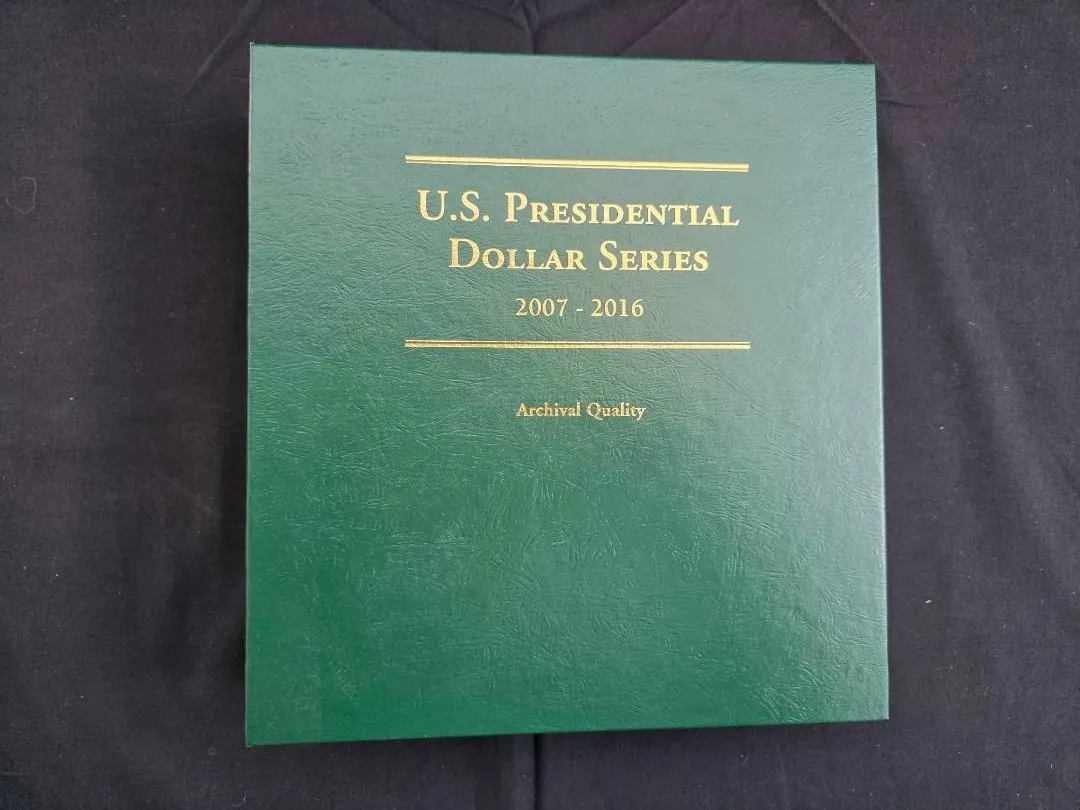 U.S. Presidential
Dollar Series
2007 - 2016
Archival Quality